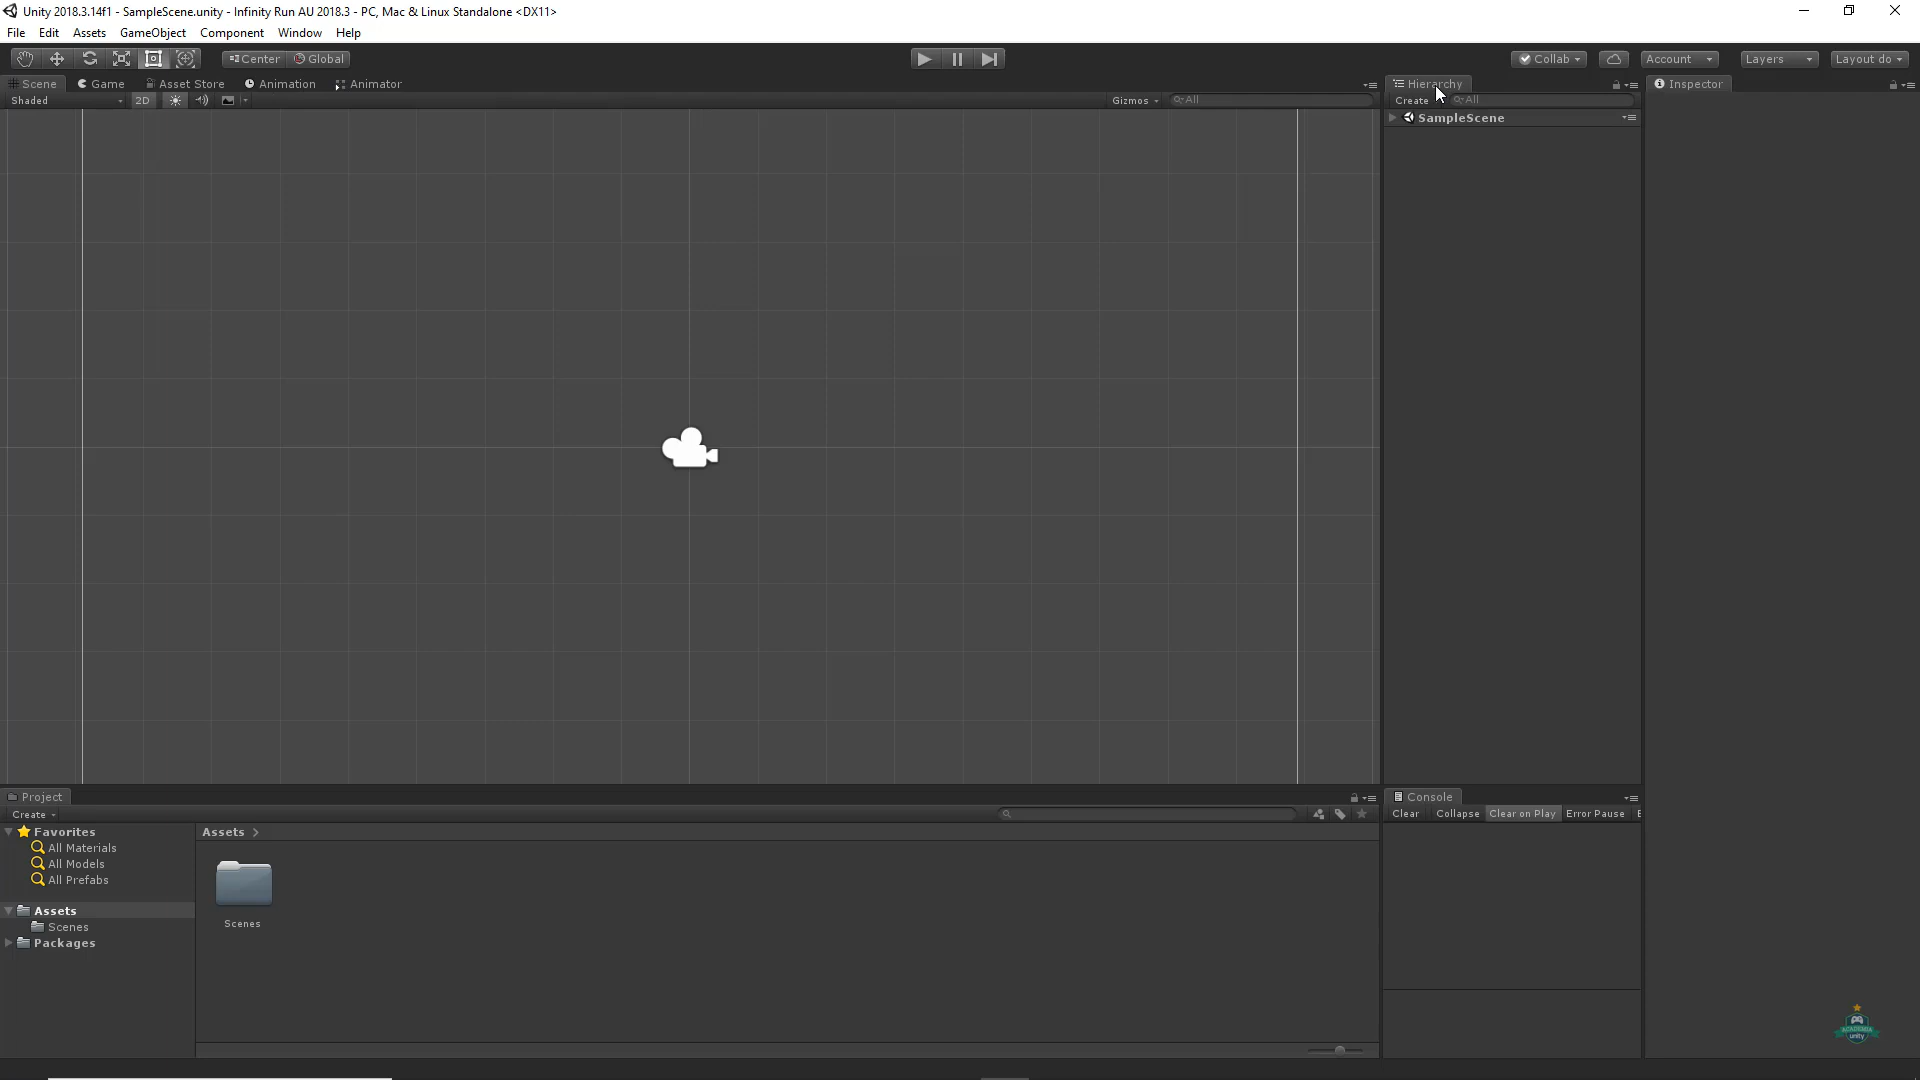 Unity 2018.3.14f1 - SampleScene.unity - Infinity Run AU 2018.3 - PC, Mac & Linux Standalone <DX11>
File Edit Assets GameObject Component Window Help
Center Global Collab Account Layers Layout do
Scene Game Asset Store Animation Animator Hierarchy Inspector
Shaded 2D Gizmos All Create All
SampleScene
Project Console
Create Clear Collapse Clear on Play Error Pause E
Favorites Assets
All Materials
All Models
All Prefabs
Assets
Scenes Scenes
Packages
ACADEMIA
unity